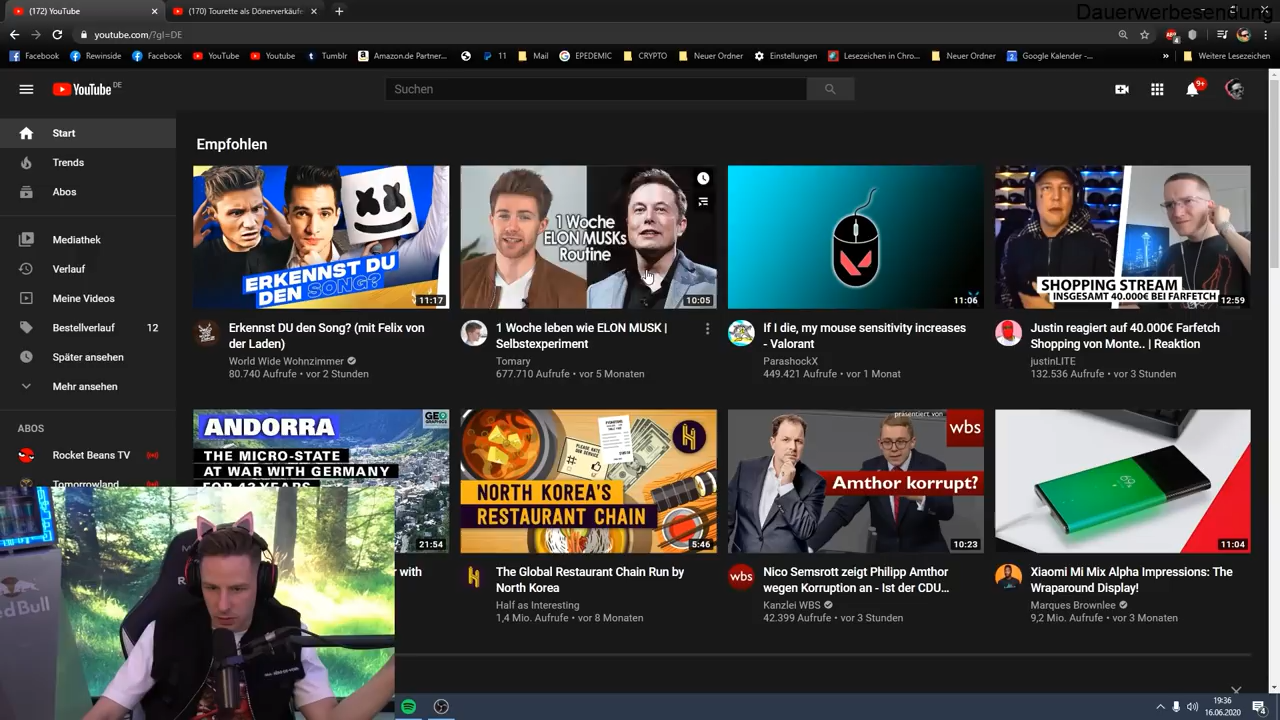 Dauerwerbesendung
(172) YouTube
(170) Tourette als Dönerverkäufe
youtube.com/?gl=DE
Facebook
Rewinside
Facebook
YouTube
Youtube
Tumblr
Amazon.de Partner...
11
Mail
EPEDEMIC
CRYPTO
Neuer Ordner
Einstellungen
Lesezeichen in Chro...
Neuer Ordner
Google Kalender -...
»
Weitere Lesezeichen
YouTube DE
Suchen
9+
Start
Trends
Abos
Mediathek
Verlauf
Meine Videos
Bestellverlauf 12
Später ansehen
Mehr ansehen
ABOS
Rocket Beans TV
Tomorrowland
Empfohlen
ERKENNST DU
DEN SONG?
11:17
Erkennst DU den Song? (mit Felix von
der Laden)
World Wide Wohnzimmer
80.740 Aufrufe • vor 2 Stunden
1 Woche
ELON MUSKs
Routine
10:05
1 Woche leben wie ELON MUSK |
Selbstexperiment
Tomary
677.710 Aufrufe • vor 5 Monaten
11:06
If I die, my mouse sensitivity increases
- Valorant
ParashockX
449.421 Aufrufe • vor 1 Monat
SHOPPING STREAM
INSGESAMT 40.000€ BEI FARFETCH
12:59
Justin reagiert auf 40.000€ Farfetch
Shopping von Monte.. | Reaktion
justinLITE
132.536 Aufrufe • vor 3 Stunden
GEO
GRAPHICS
ANDORRA
THE MICRO-STATE
AT WAR WITH GERMANY
FOR 42 YEARS
21:54
with
NORTH KOREA'S
RESTAURANT CHAIN
5:46
The Global Restaurant Chain Run by
North Korea
Half as Interesting
1,4 Mio. Aufrufe • vor 8 Monaten
präsentiert von
wbs
Amthor korrupt?
10:23
wbs
Nico Semsrott zeigt Philipp Amthor
wegen Korruption an - Ist der CDU...
Kanzlei WBS
42.399 Aufrufe • vor 3 Stunden
11:04
Xiaomi Mi Mix Alpha Impressions: The
Wraparound Display!
Marques Brownlee
9,2 Mio. Aufrufe • vor 3 Monaten
ed Bull
19:36
16.06.2020
4